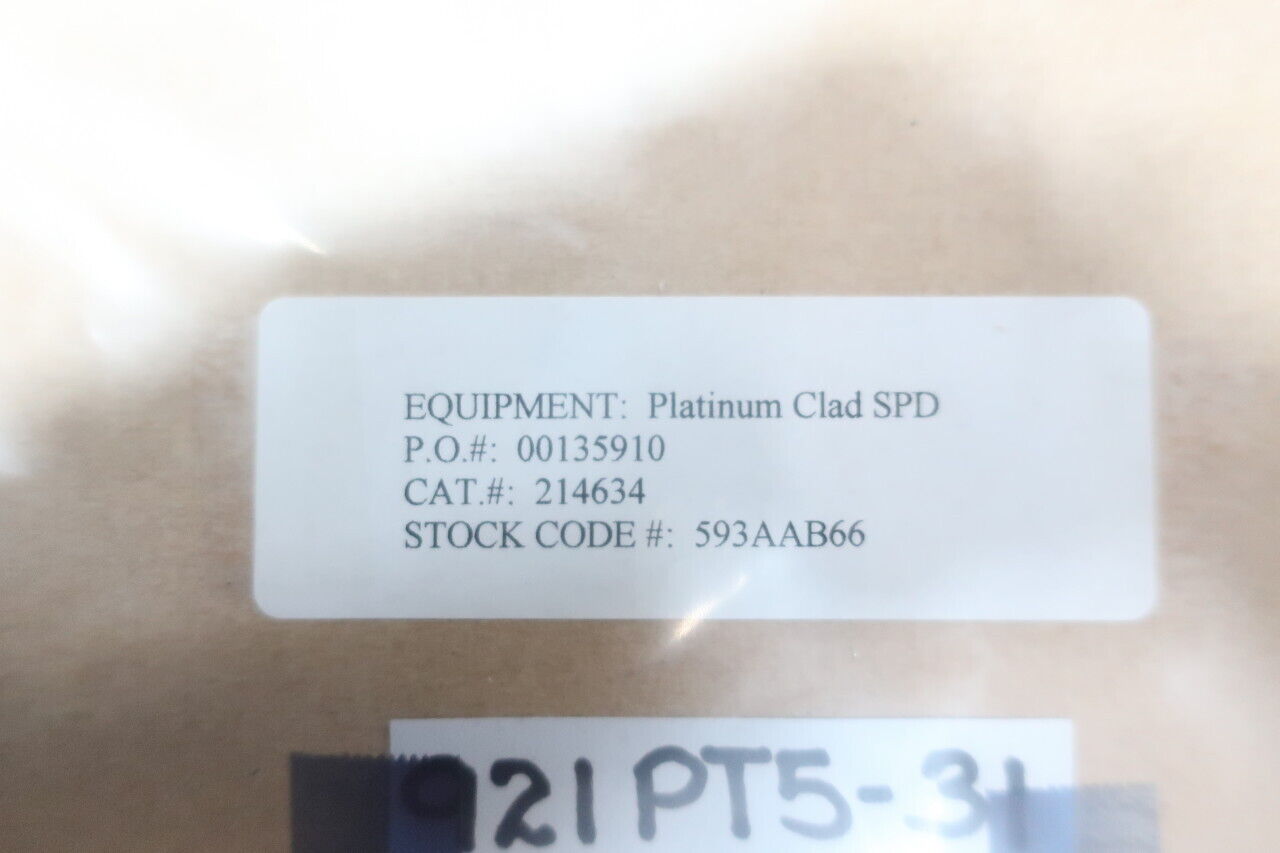 EQUIPMENT: Platinum Clad SPD
P.O.#: 00135910
CAT.#: 214634
STOCK CODE #: 593AAB66
921PT5-31